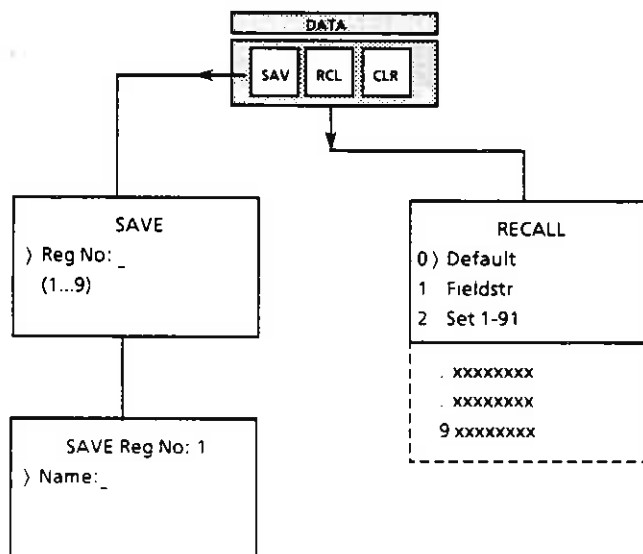 DATA
SAV RCL CLR
SAVE
⟩ Reg No: _
(1...9)
SAVE Reg No: 1
⟩ Name:_
RECALL
0⟩ Default
1 Fieldstr
2 Set 1-91
. xxxxxxxx
. xxxxxxxx
9 xxxxxxxx